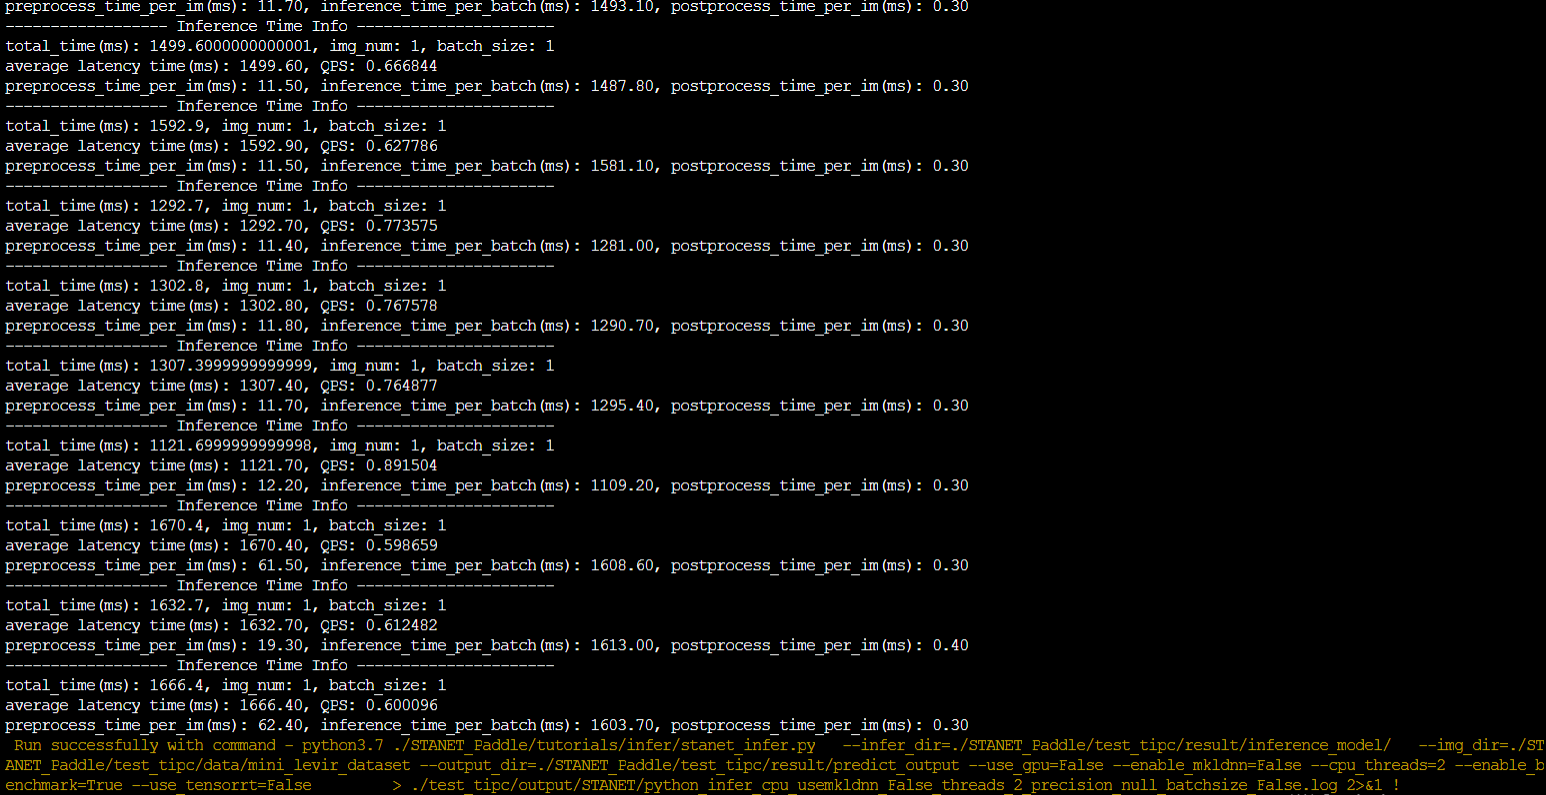 preprocess_time_per_im(ms): 11.70, inference_time_per_batch(ms): 1493.10, postprocess_time_per_im(ms): 0.30
------------------ Inference Time Info ----------------------
total_time(ms): 1499.6000000000001, img_num: 1, batch_size: 1
average latency time(ms): 1499.60, QPS: 0.666844
preprocess_time_per_im(ms): 11.50, inference_time_per_batch(ms): 1487.80, postprocess_time_per_im(ms): 0.30
------------------ Inference Time Info ----------------------
total_time(ms): 1592.9, img_num: 1, batch_size: 1
average latency time(ms): 1592.90, QPS: 0.627786
preprocess_time_per_im(ms): 11.50, inference_time_per_batch(ms): 1581.10, postprocess_time_per_im(ms): 0.30
------------------ Inference Time Info ----------------------
total_time(ms): 1292.7, img_num: 1, batch_size: 1
average latency time(ms): 1292.70, QPS: 0.773575
preprocess_time_per_im(ms): 11.40, inference_time_per_batch(ms): 1281.00, postprocess_time_per_im(ms): 0.30
------------------ Inference Time Info ----------------------
total_time(ms): 1302.8, img_num: 1, batch_size: 1
average latency time(ms): 1302.80, QPS: 0.767578
preprocess_time_per_im(ms): 11.80, inference_time_per_batch(ms): 1290.70, postprocess_time_per_im(ms): 0.30
------------------ Inference Time Info ----------------------
total_time(ms): 1307.3999999999999, img_num: 1, batch_size: 1
average latency time(ms): 1307.40, QPS: 0.764877
preprocess_time_per_im(ms): 11.70, inference_time_per_batch(ms): 1295.40, postprocess_time_per_im(ms): 0.30
------------------ Inference Time Info ----------------------
total_time(ms): 1121.6999999999998, img_num: 1, batch_size: 1
average latency time(ms): 1121.70, QPS: 0.891504
preprocess_time_per_im(ms): 12.20, inference_time_per_batch(ms): 1109.20, postprocess_time_per_im(ms): 0.30
------------------ Inference Time Info ----------------------
total_time(ms): 1670.4, img_num: 1, batch_size: 1
average latency time(ms): 1670.40, QPS: 0.598659
preprocess_time_per_im(ms): 61.50, inference_time_per_batch(ms): 1608.60, postprocess_time_per_im(ms): 0.30
------------------ Inference Time Info ----------------------
total_time(ms): 1632.7, img_num: 1, batch_size: 1
average latency time(ms): 1632.70, QPS: 0.612482
preprocess_time_per_im(ms): 19.30, inference_time_per_batch(ms): 1613.00, postprocess_time_per_im(ms): 0.40
------------------ Inference Time Info ----------------------
total_time(ms): 1666.4, img_num: 1, batch_size: 1
average latency time(ms): 1666.40, QPS: 0.600096
preprocess_time_per_im(ms): 62.40, inference_time_per_batch(ms): 1603.70, postprocess_time_per_im(ms): 0.30
 Run successfully with command - python3.7 ./STANET_Paddle/tutorials/infer/stanet_infer.py   --infer_dir=./STANET_Paddle/test_tipc/result/inference_model/   --img_dir=./ST
ANET_Paddle/test_tipc/data/mini_levir_dataset --output_dir=./STANET_Paddle/test_tipc/result/predict_output --use_gpu=False --enable_mkldnn=False --cpu_threads=2 --enable_b
enchmark=True --use_tensorrt=False         > ./test_tipc/output/STANET/python_infer_cpu_usemkldnn_False_threads_2_precision_null_batchsize_False.log 2>&1 !